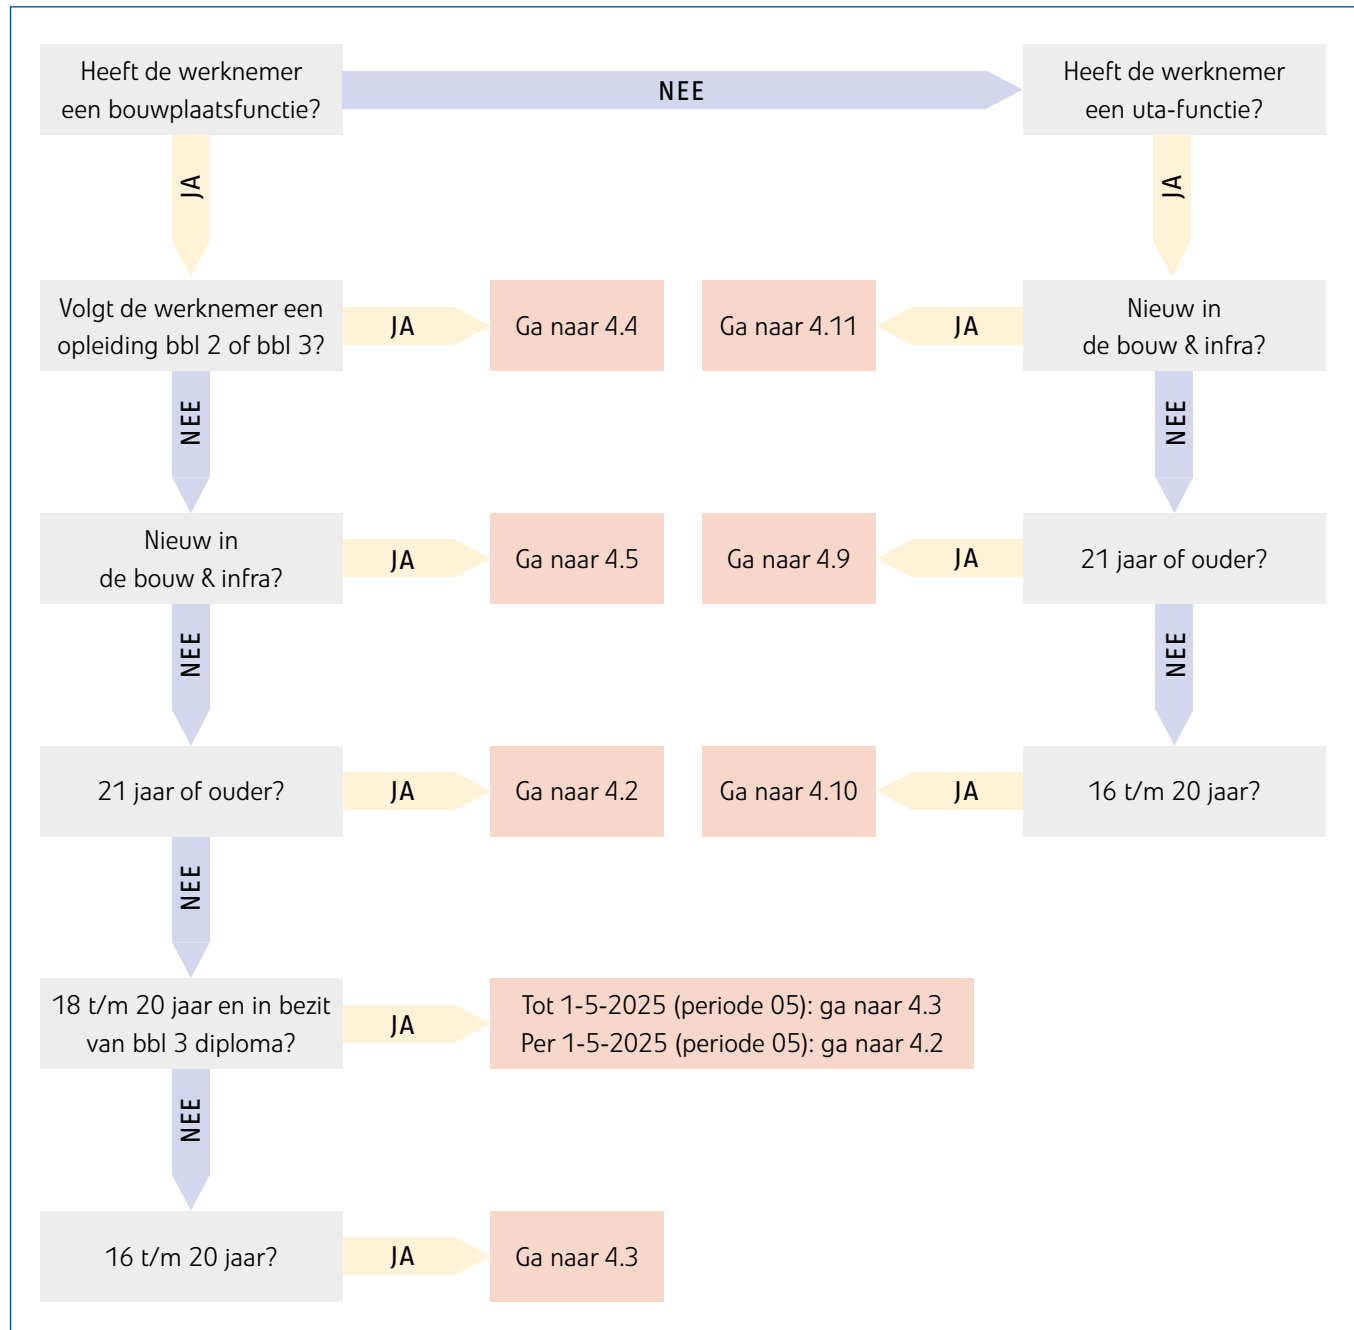 Heeft de werknemer
een bouwplaatsfunctie?
NEE
Heeft de werknemer
een uta-functie?
JA
JA
Volgt de werknemer een
opleiding bbl 2 of bbl 3?
JA
Ga naar 4.4
Ga naar 4.11
JA
Nieuw in
de bouw & infra?
NEE
NEE
Nieuw in
de bouw & infra?
JA
Ga naar 4.5
Ga naar 4.9
JA
21 jaar of ouder?
NEE
NEE
21 jaar of ouder?
JA
Ga naar 4.2
Ga naar 4.10
JA
16 t/m 20 jaar?
NEE
18 t/m 20 jaar en in bezit
van bbl 3 diploma?
JA
Tot 1-5-2025 (periode 05): ga naar 4.3
Per 1-5-2025 (periode 05): ga naar 4.2
NEE
16 t/m 20 jaar?
JA
Ga naar 4.3